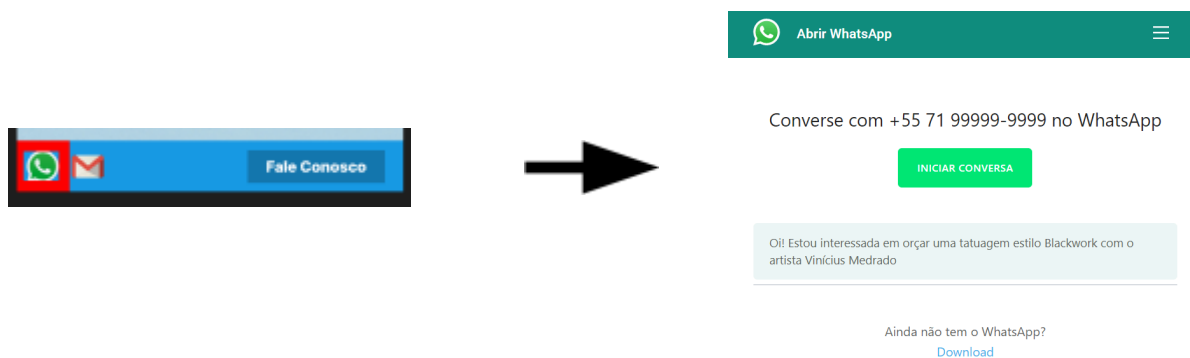 Fale Conosco
Abrir WhatsApp
Converse com +55 71 99999-9999 no WhatsApp
INICIAR CONVERSA
Oi! Estou interessada em orçar uma tatuagem estilo Blackwork com o
artista Vinícius Medrado
Ainda não tem o WhatsApp?
Download